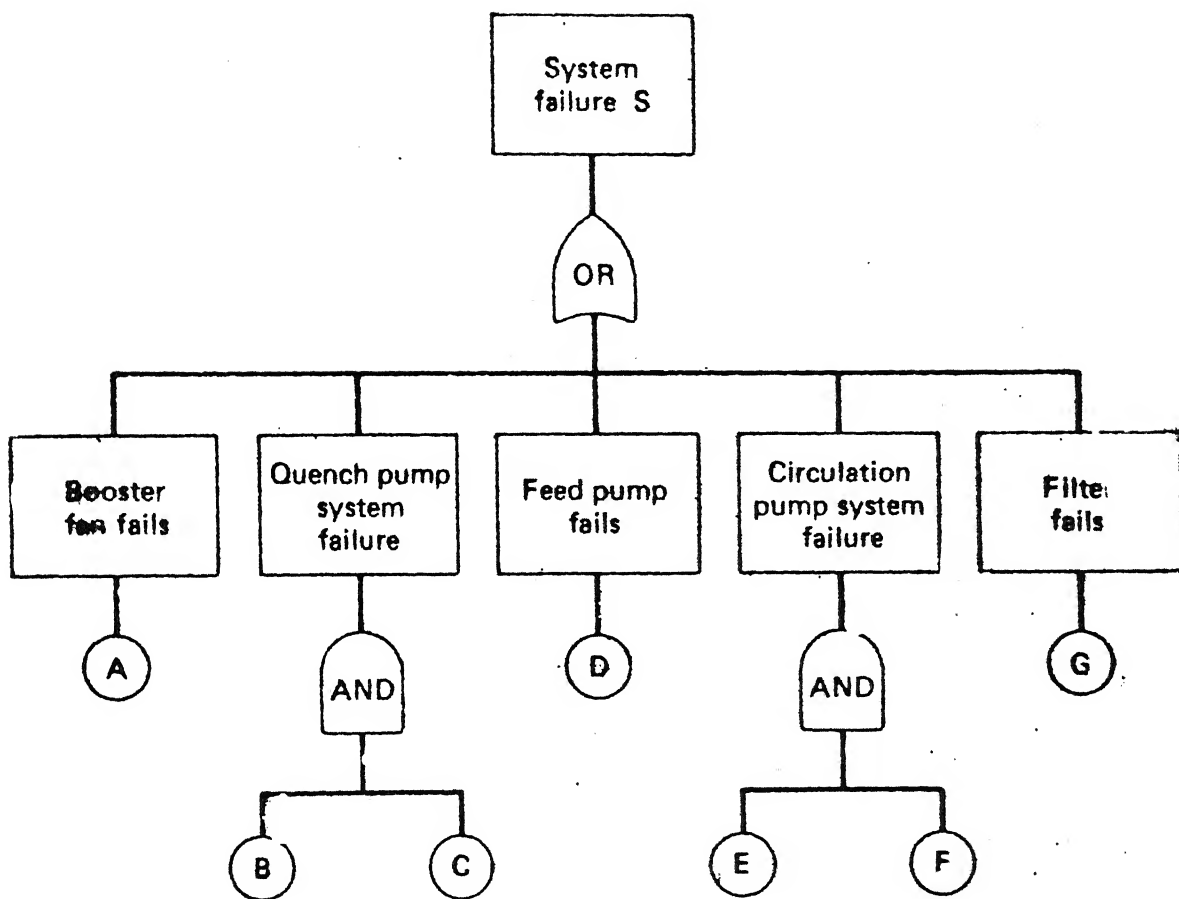 System
failure S
OR
Booster
fan fails
Quench pump
system
failure
Feed pump
fails
Circulation
pump system
failure
Filte
fails
A
AND
D
AND
G
B
C
E
F